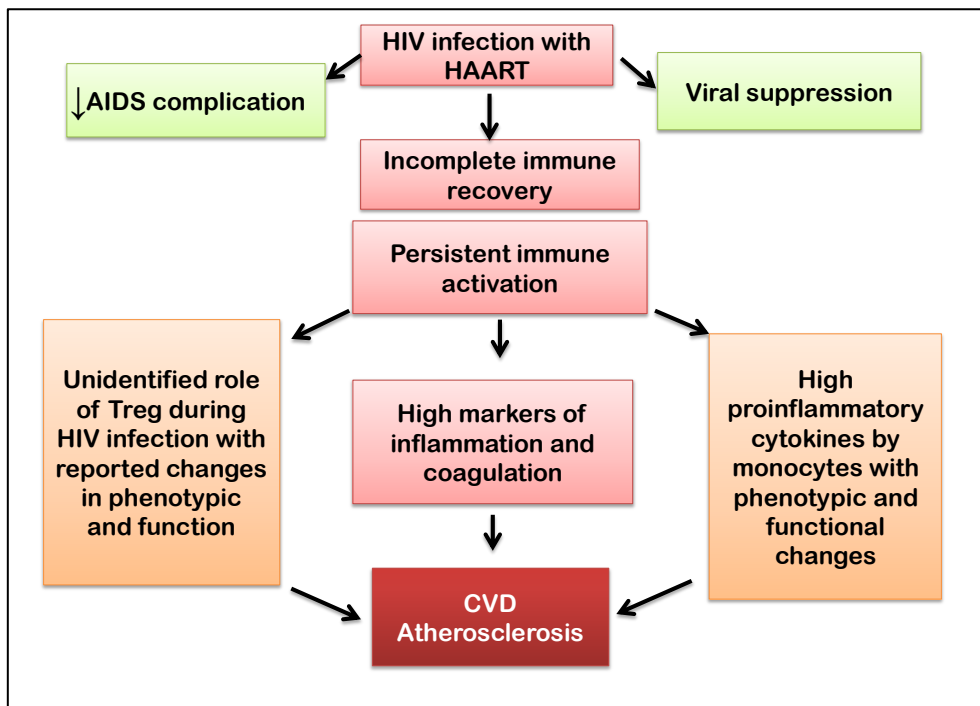 HIV infection with
HAART
↓AIDS complication
Viral suppression
Incomplete immune
recovery
Persistent immune
activation
Unidentified role
of Treg during
HIV infection with
reported changes
in phenotypic
and function
High markers of
inflammation and
coagulation
High
proinflammatory
cytokines by
monocytes with
phenotypic and
functional
changes
CVD
Atherosclerosis